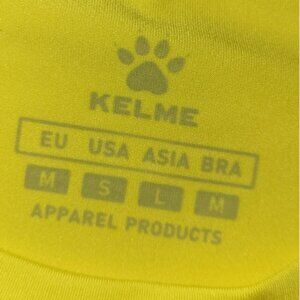 KELME
EU USA ASIA BRA
M S L M
APPAREL PRODUCTS